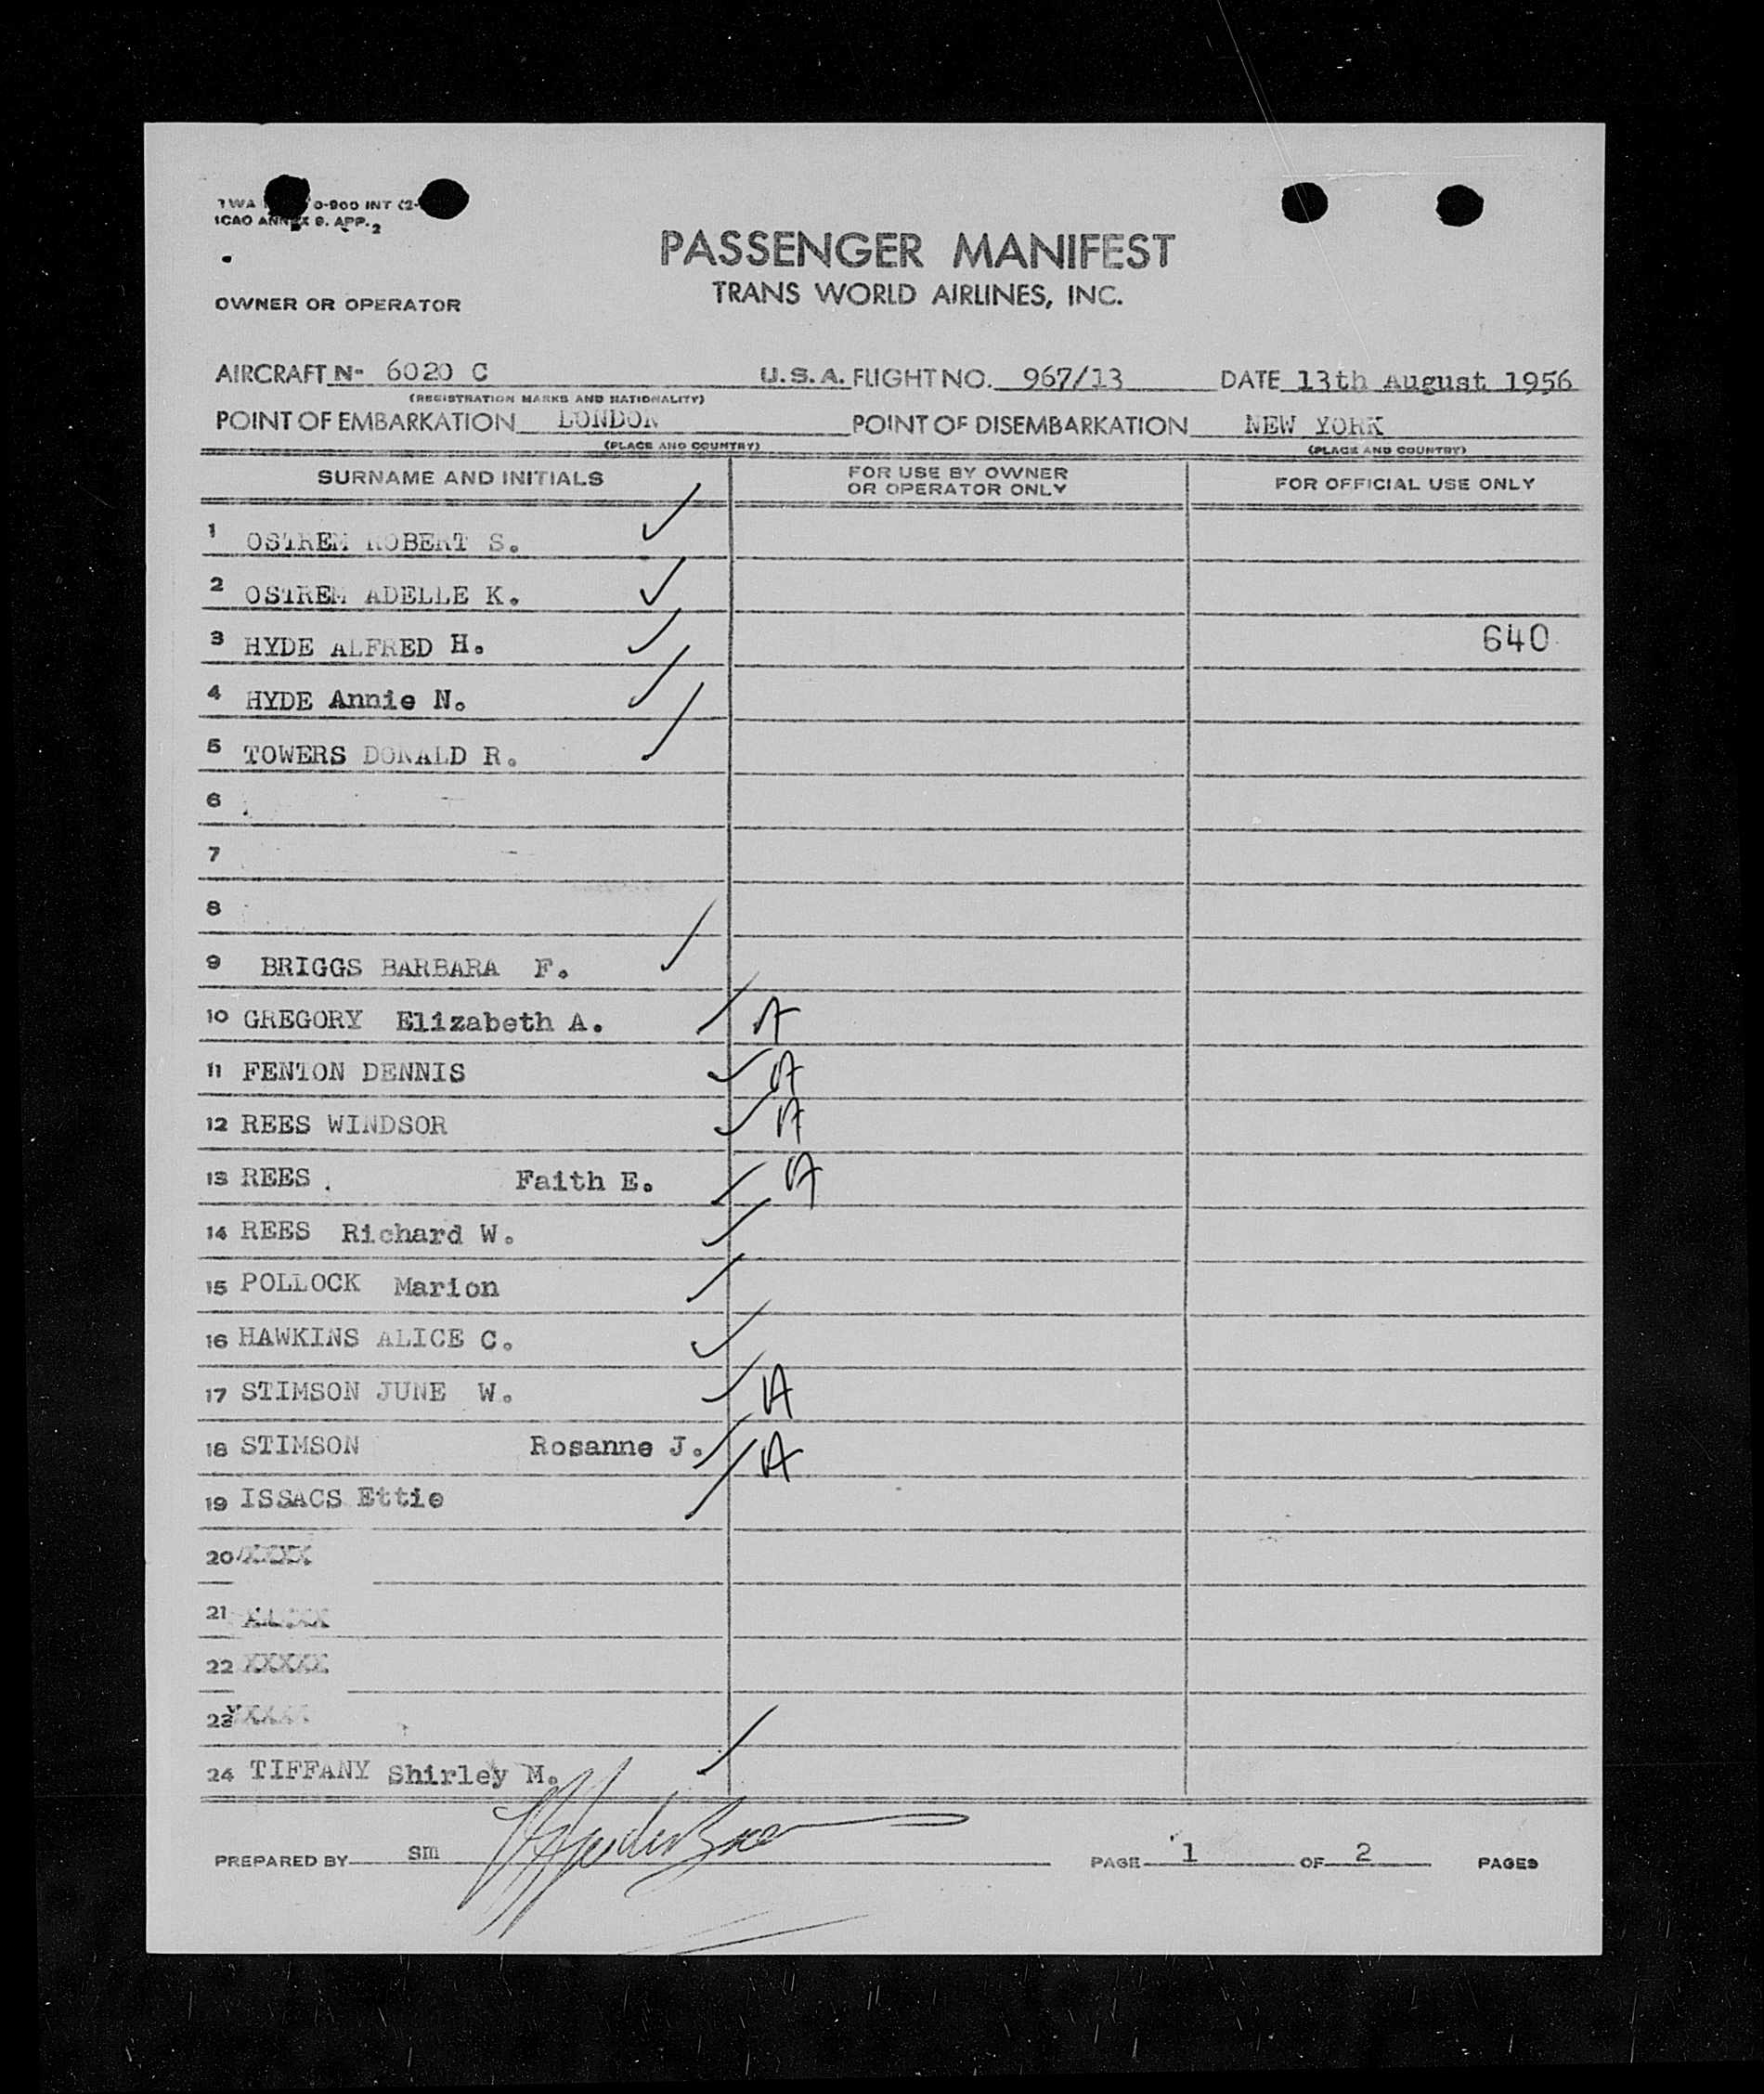 TWA 0-900 INT (2-
ICAO ANNEX 9. APP. 2
PASSENGER MANIFEST
TRANS WORLD AIRLINES, INC.
OWNER OR OPERATOR
AIRCRAFT N- 6020 C U.S.A. FLIGHT NO. 967/13 DATE 13th August 1956
(REGISTRATION MARKS AND NATIONALITY)
POINT OF EMBARKATION LONDON POINT OF DISEMBARKATION NEW YORK
(PLACE AND COUNTRY) (PLACE AND COUNTRY)
SURNAME AND INITIALS FOR USE BY OWNER OR OPERATOR ONLY FOR OFFICIAL USE ONLY
1 OSTREM ROBERT S.
2 OSTREM ADELLE K.
3 HYDE ALFRED H. 640
4 HYDE Annie N.
5 TOWERS DONALD R.
6
7
8
9 BRIGGS BARBARA F.
10 GREGORY Elizabeth A. A
11 FENTON DENNIS A
12 REES WINDSOR A
13 REES . Faith E. A
14 REES Richard W.
15 POLLOCK Marion
16 HAWKINS ALICE C.
17 STIMSON JUNE W. A
18 STIMSON Rosanne J. A
19 ISSACS Ettie
20 XXXX
21
22 XXXXX
23
24 TIFFANY Shirley M.
PREPARED BY sm PAGE 1 OF 2 PAGES